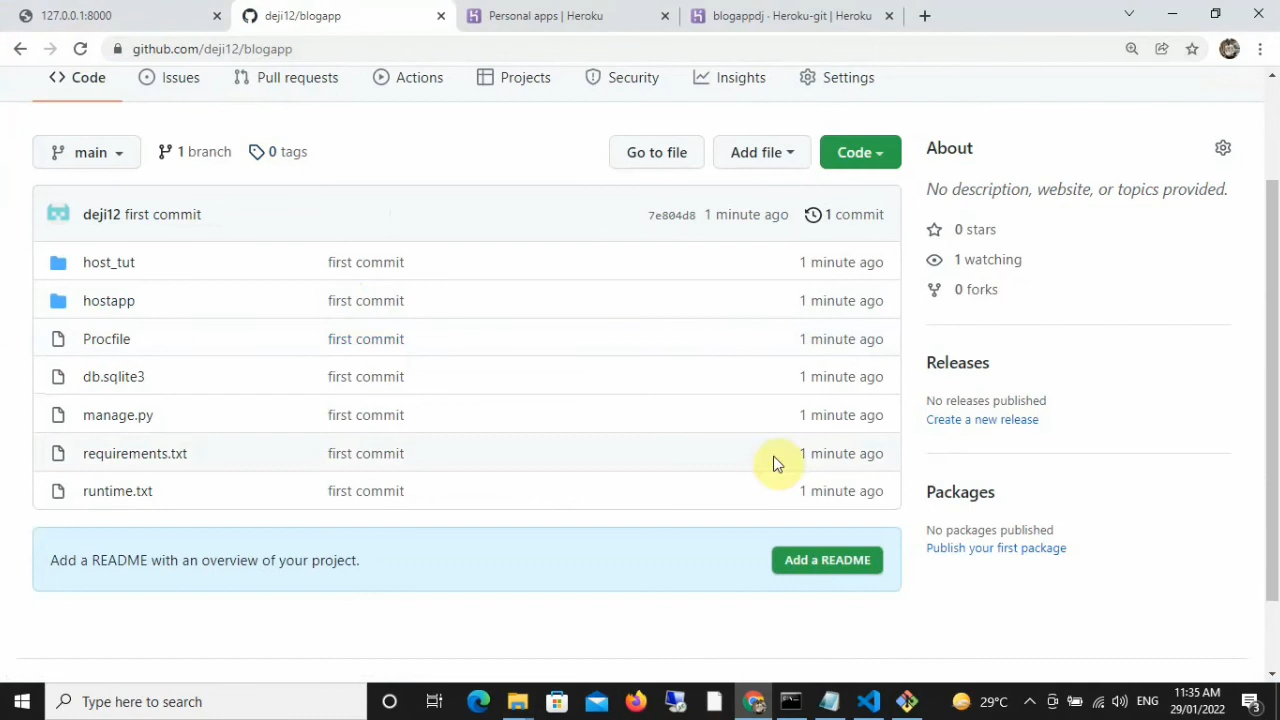 127.0.0.1:8000
deji12/blogapp
Personal apps | Heroku
blogappdj · Heroku-git | Heroku
github.com/deji12/blogapp
Code Issues Pull requests Actions Projects Security Insights Settings
main 1 branch 0 tags Go to file Add file Code
deji12 first commit 7e804d8 1 minute ago 1 commit
host_tut first commit 1 minute ago
hostapp first commit 1 minute ago
Procfile first commit 1 minute ago
db.sqlite3 first commit 1 minute ago
manage.py first commit 1 minute ago
requirements.txt first commit 1 minute ago
runtime.txt first commit 1 minute ago
Add a README with an overview of your project. Add a README
About
No description, website, or topics provided.
0 stars
1 watching
0 forks
Releases
No releases published
Create a new release
Packages
No packages published
Publish your first package
Type here to search
29°C
ENG
11:35 AM
29/01/2022
3